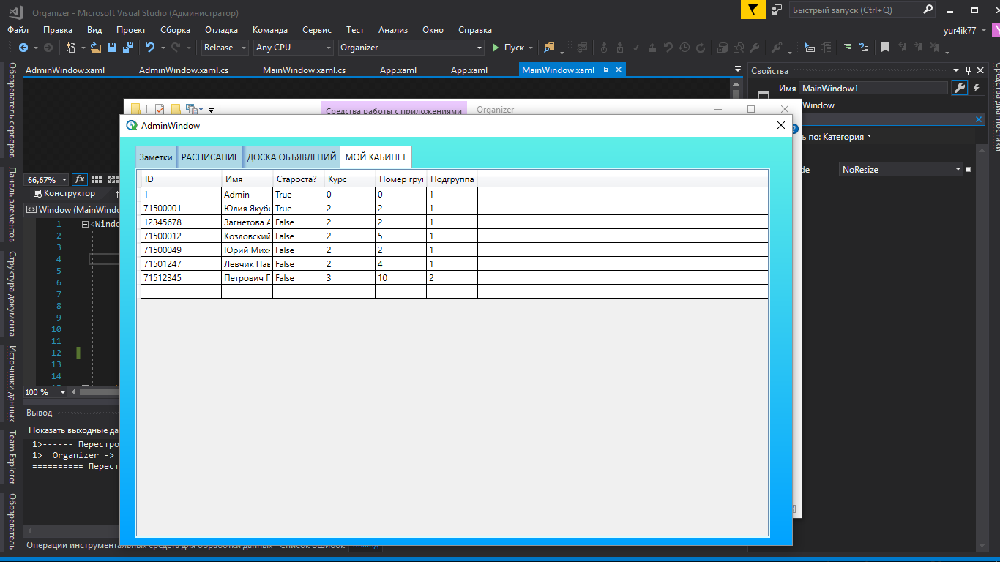 Organizer - Microsoft Visual Studio (Администратор)
Быстрый запуск (Ctrl+Q)
Файл Правка Вид Проект Сборка Отладка Команда Сервис Тест Анализ Окно Справка
yur4ik77
Release Any CPU Organizer Пуск
AdminWindow.xaml AdminWindow.xaml.cs MainWindow.xaml.cs App.xaml App.xaml MainWindow.xaml
Свойства
Имя MainWindow1
Window
ь по: Категория
de NoResize
Средства диагностики
Обозреватель серверов
Панель элементов
Структура документа
Источники данных
Team Explorer
Обозреватель
Средства работы с приложениями Organizer
AdminWindow
Заметки РАСПИСАНИЕ ДОСКА ОБЪЯВЛЕНИЙ МОЙ КАБИНЕТ
ID Имя Староста? Курс Номер груп Подгруппа
1 Admin True 0 0 1
71500001 Юлия Якубе True 2 2 1
12345678 Загнетова А False 2 2 1
71500012 Козловский False 2 5 1
71500049 Юрий Михн False 2 2 1
71501247 Левчик Пав False 2 4 1
71512345 Петрович Г False 3 10 2
66,67% fx
Конструктор
Window (MainWindo
1 <Windo
2
3
4
5
6
7
8
9
10
11
12
13
14
100 %
Вывод
Показать выходные да
1>------ Перестро
1> Organizer ->
========== Перест
Операции инструментальных средств для обработки данных Список ошибок Вывод